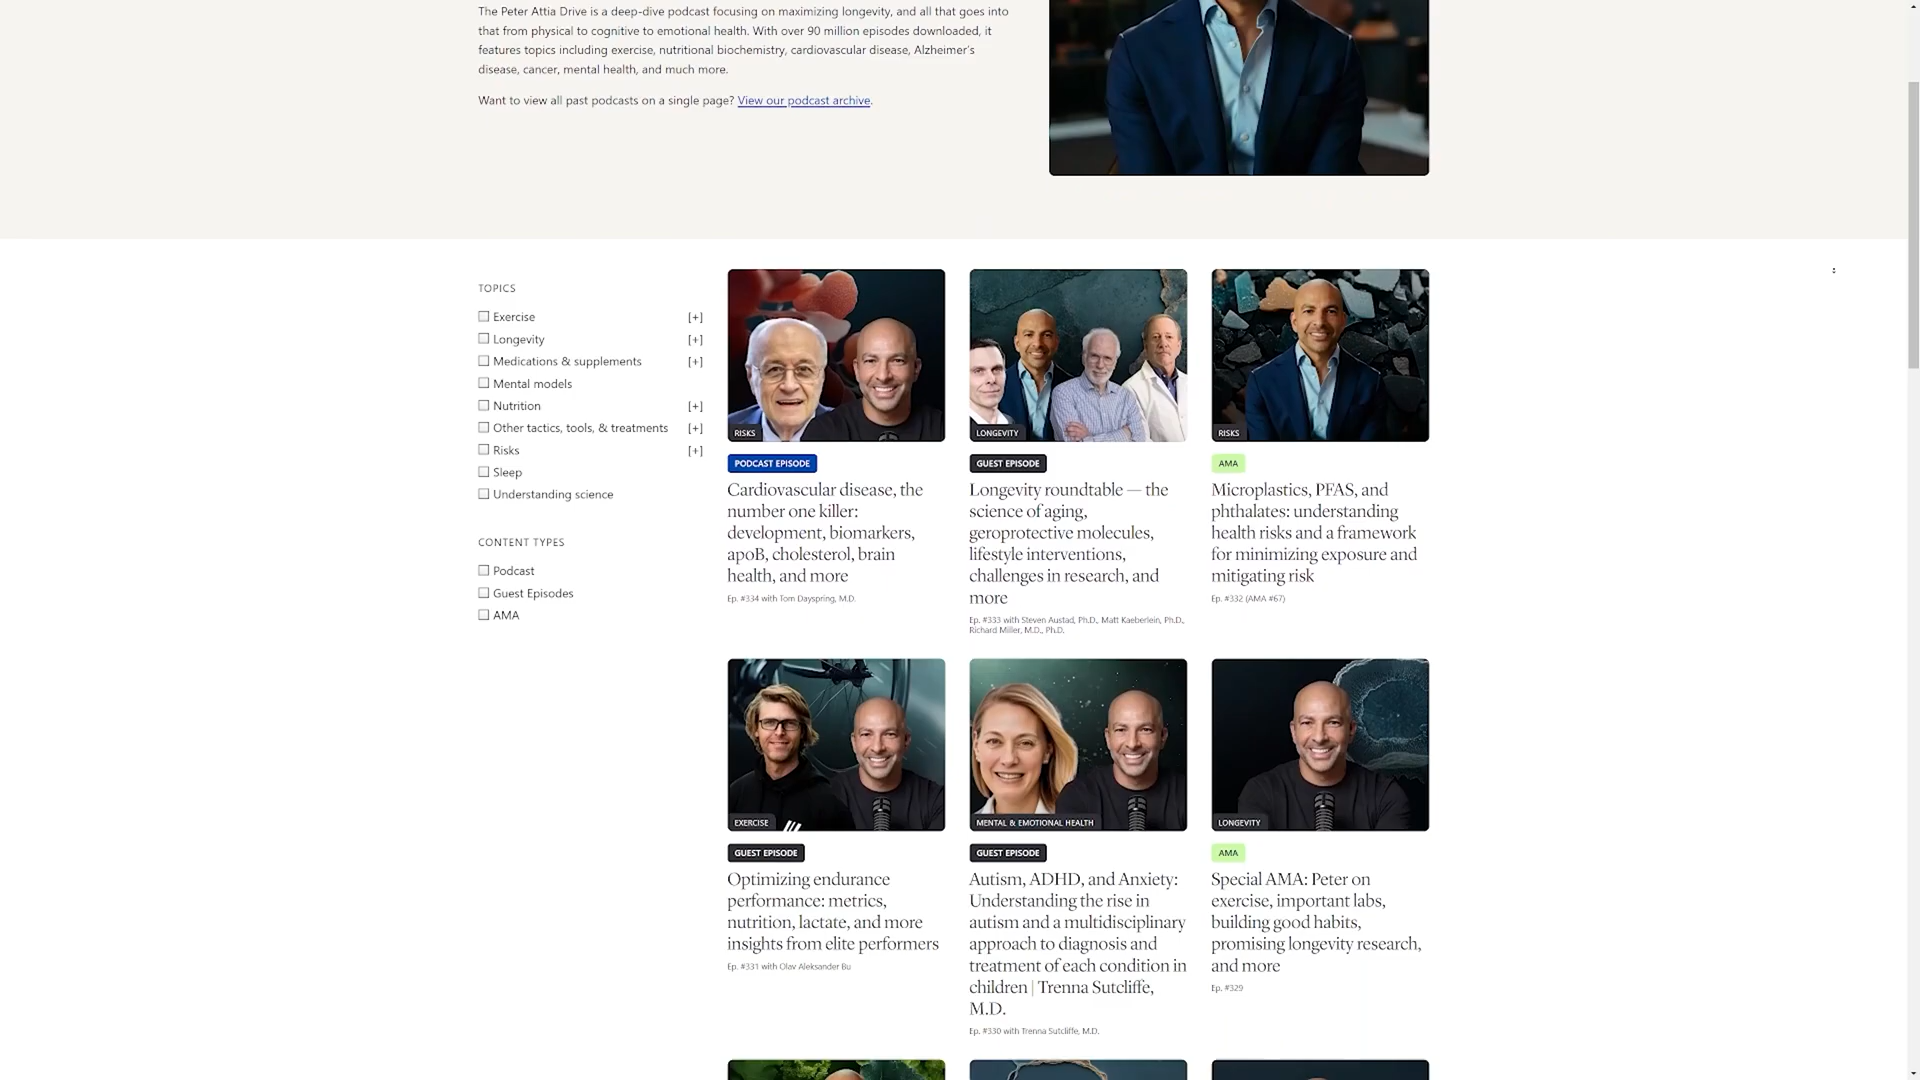 The Peter Attia Drive is a deep-dive podcast focusing on maximizing longevity, and all that goes into
that from physical to cognitive to emotional health. With over 90 million episodes downloaded, it
features topics including exercise, nutritional biochemistry, cardiovascular disease, Alzheimer's
disease, cancer, mental health, and much more.
Want to view all past podcasts on a single page? View our podcast archive.
TOPICS
Exercise [+]
Longevity [+]
Medications & supplements [+]
Mental models
Nutrition [+]
Other tactics, tools, & treatments [+]
Risks [+]
Sleep
Understanding science
CONTENT TYPES
Podcast
Guest Episodes
AMA
RISKS
PODCAST EPISODE
Cardiovascular disease, the
number one killer:
development, biomarkers,
apoB, cholesterol, brain
health, and more
Ep. #334 with Tom Dayspring, M.D.
LONGEVITY
GUEST EPISODE
Longevity roundtable — the
science of aging,
geroprotective molecules,
lifestyle interventions,
challenges in research, and
more
Ep. #333 with Steven Austad, Ph.D., Matt Kaeberlein, Ph.D.,
Richard Miller, M.D., Ph.D.
RISKS
AMA
Microplastics, PFAS, and
phthalates: understanding
health risks and a framework
for minimizing exposure and
mitigating risk
Ep. #332 (AMA #67)
EXERCISE
GUEST EPISODE
Optimizing endurance
performance: metrics,
nutrition, lactate, and more
insights from elite performers
Ep. #331 with Olav Aleksander Bu
MENTAL & EMOTIONAL HEALTH
GUEST EPISODE
Autism, ADHD, and Anxiety:
Understanding the rise in
autism and a multidisciplinary
approach to diagnosis and
treatment of each condition in
children | Trenna Sutcliffe,
M.D.
Ep. #330 with Trenna Sutcliffe, M.D.
LONGEVITY
AMA
Special AMA: Peter on
exercise, important labs,
building good habits,
promising longevity research,
and more
Ep. #329